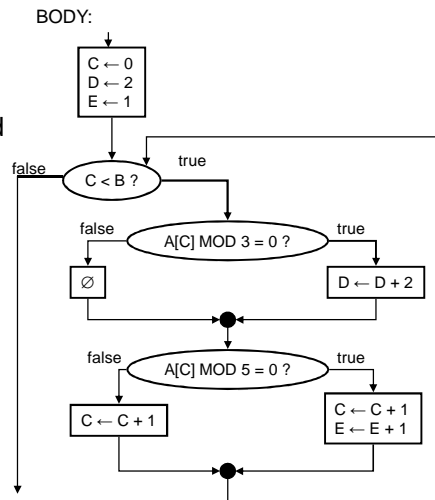 BODY:
C ← 0
D ← 2
E ← 1
d
false
C < B ?
true
false
A[C] MOD 3 = 0 ?
true
∅
D ← D + 2
false
A[C] MOD 5 = 0 ?
true
C ← C + 1
C ← C + 1
E ← E + 1